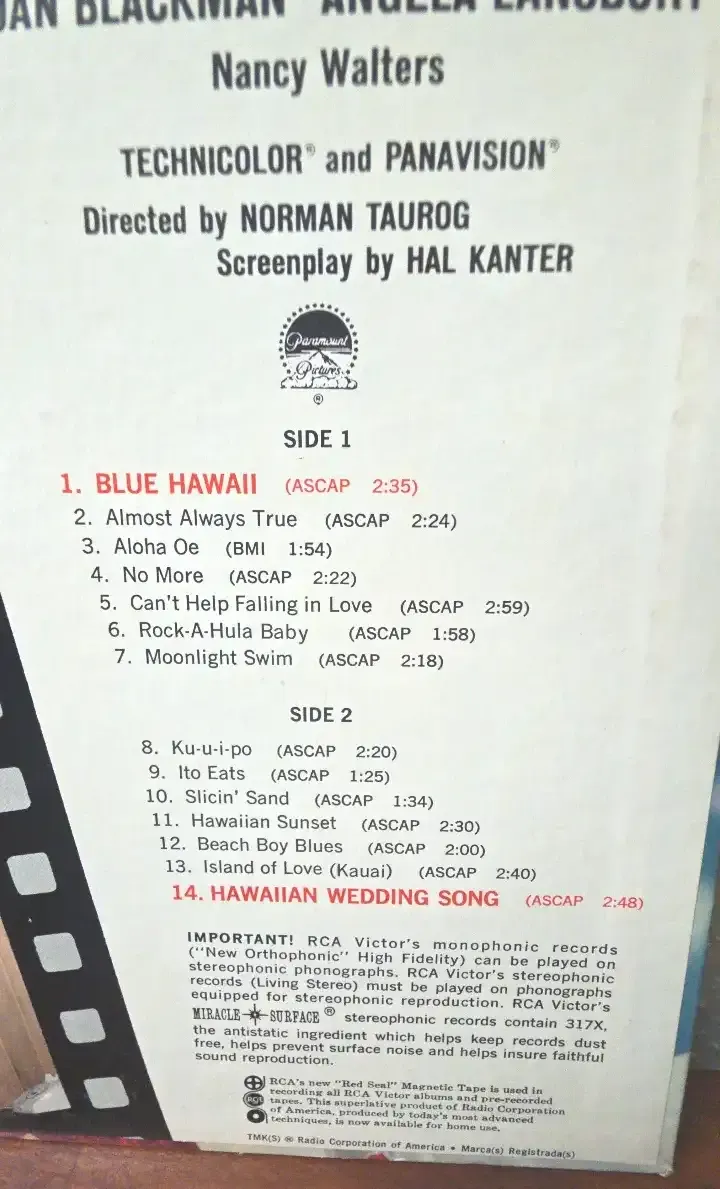 JAN BLACKMAN ANGELA LANSBURY
Nancy Walters
TECHNICOLOR® and PANAVISION®
Directed by NORMAN TAUROG
Screenplay by HAL KANTER
Paramount
Pictures
®
SIDE 1
1. BLUE HAWAII (ASCAP 2:35)
2. Almost Always True (ASCAP 2:24)
3. Aloha Oe (BMI 1:54)
4. No More (ASCAP 2:22)
5. Can't Help Falling in Love (ASCAP 2:59)
6. Rock-A-Hula Baby (ASCAP 1:58)
7. Moonlight Swim (ASCAP 2:18)
SIDE 2
8. Ku-u-i-po (ASCAP 2:20)
9. Ito Eats (ASCAP 1:25)
10. Slicin' Sand (ASCAP 1:34)
11. Hawaiian Sunset (ASCAP 2:30)
12. Beach Boy Blues (ASCAP 2:00)
13. Island of Love (Kauai) (ASCAP 2:40)
14. HAWAIIAN WEDDING SONG (ASCAP 2:48)
IMPORTANT! RCA Victor's monophonic records
("New Orthophonic" High Fidelity) can be played on
stereophonic phonographs. RCA Victor's stereophonic
records (Living Stereo) must be played on phonographs
equipped for stereophonic reproduction. RCA Victor's
MIRACLE SURFACE ® stereophonic records contain 317X,
the antistatic ingredient which helps keep records dust
free, helps prevent surface noise and helps insure faithful
sound reproduction.
RCA's new "Red Seal" Magnetic Tape is used in
recording all RCA Victor albums and pre-recorded
RCA tapes. This superlative product of Radio Corporation
of America, produced by today's most advanced
techniques, is now available for home use.
TMK(S) ® Radio Corporation of America • Marca(s) Registrada(s)